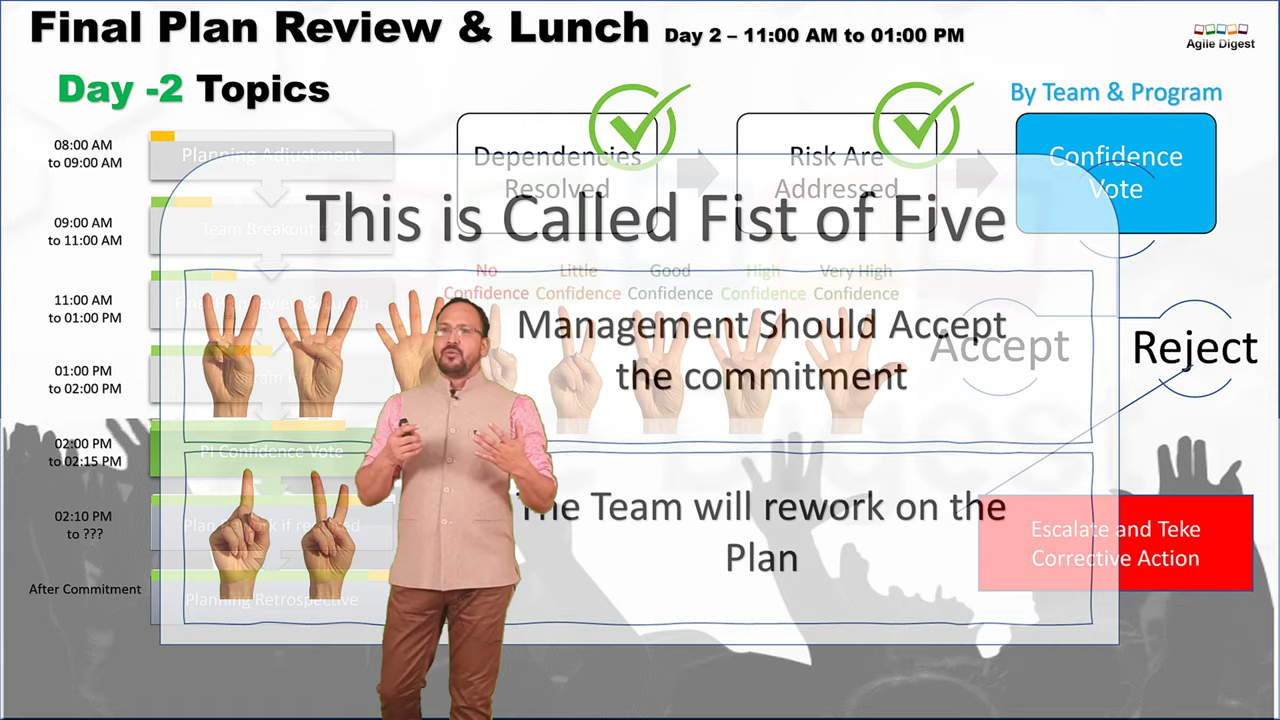 Final Plan Review & Lunch Day 2 – 11:00 AM to 01:00 PM
Agile Digest
Day -2 Topics
By Team & Program
08:00 AM
to 09:00 AM
Planning Adjustment
09:00 AM
to 11:00 AM
Team Breakout
11:00 AM
to 01:00 PM
01:00 PM
to 02:00 PM
02:00 PM
to 02:15 PM
PI Confidence Vote
02:10 PM
to ???
After Commitment
Planning Retrospective
Dependencies
Resolved
Risk Are
Addressed
Confidence
Vote
This is Called Fist of Five
No
Confidence
Little
Confidence
Good
Confidence
High
Confidence
Very High
Confidence
Management Should Accept
the commitment
Accept
Reject
The Team will rework on the
Plan
Escalate and Teke
Corrective Action